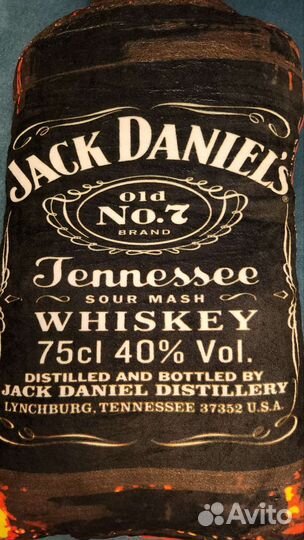 JACK DANIEL'S
Old
No.7
BRAND
Tennessee
SOUR MASH
WHISKEY
75cl 40% Vol.
DISTILLED AND BOTTLED BY
JACK DANIEL DISTILLERY
LYNCHBURG, TENNESSEE 37352 U.S.A.
Avito